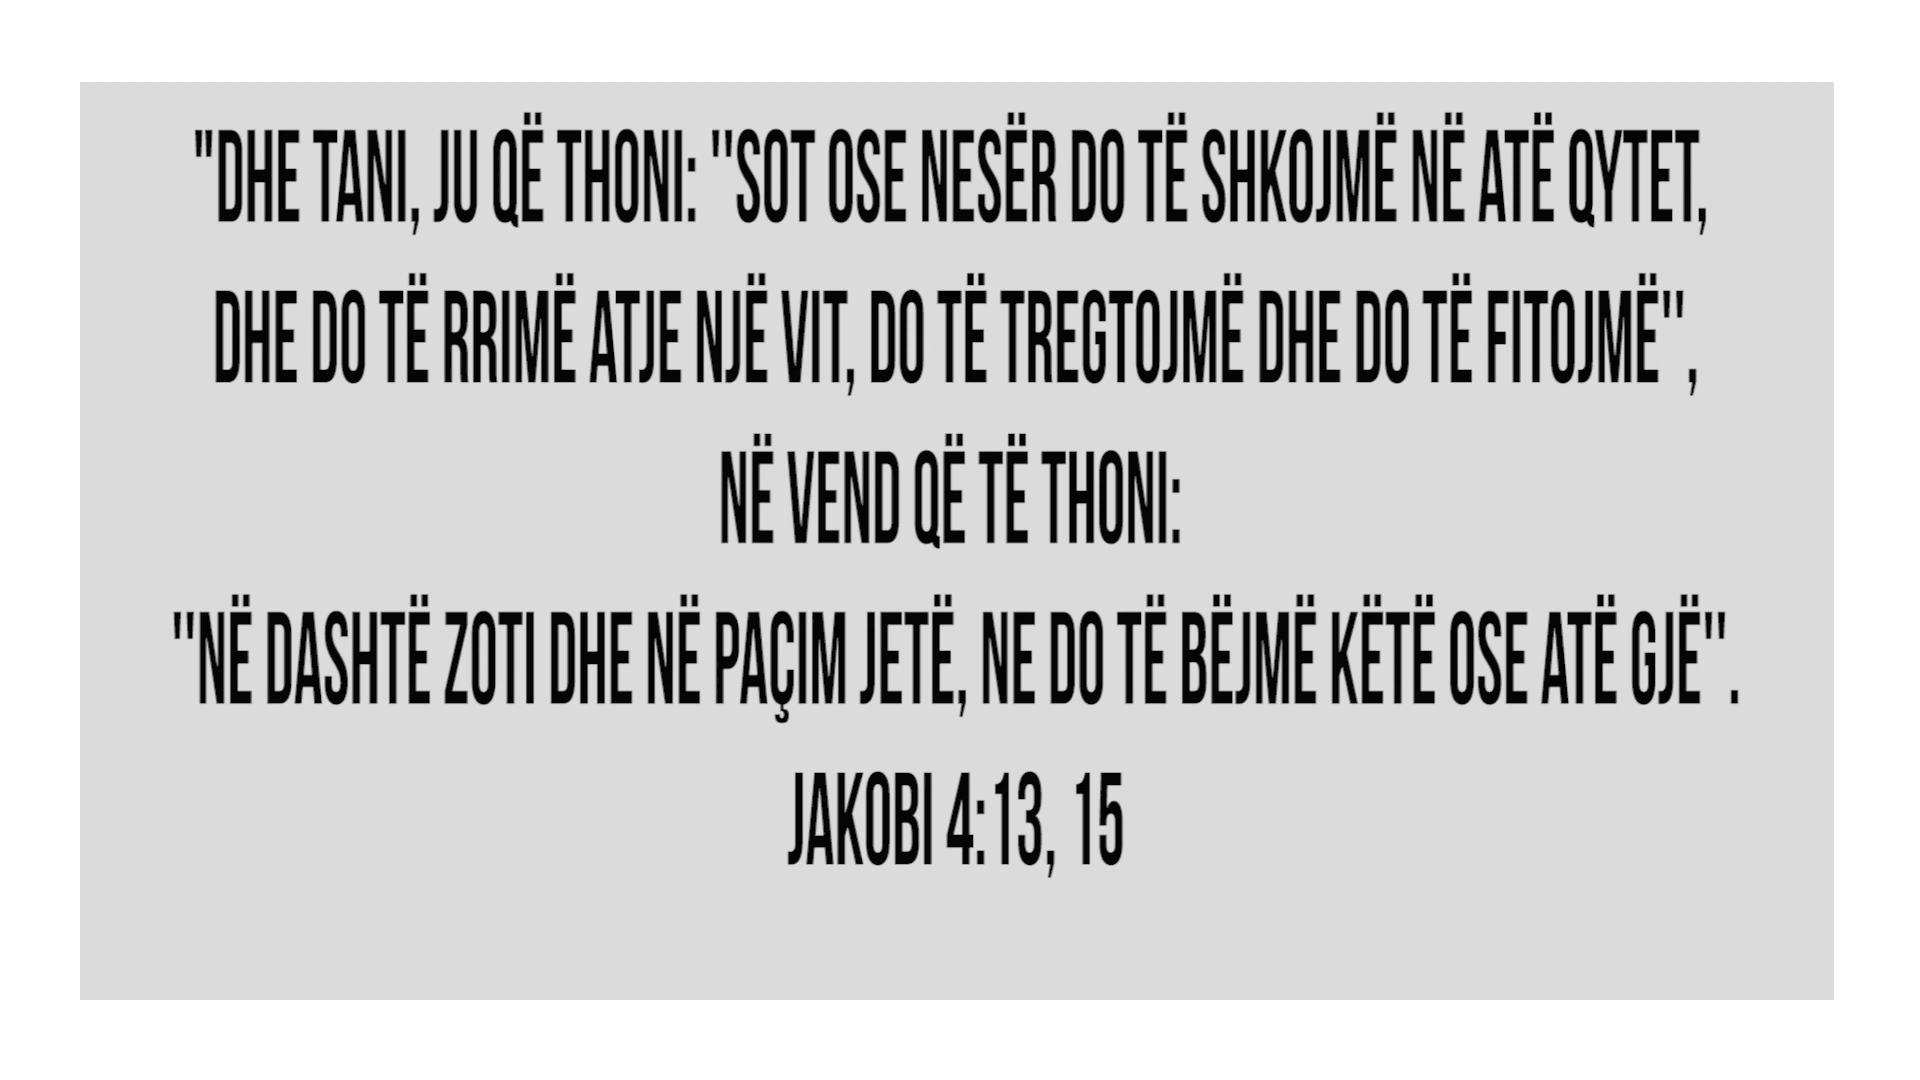 "DHE TANI, JU QË THONI: ''SOT OSE NESËR DO TË SHKOJMË NË ATË QYTET,
DHE DO TË RRIMË ATJE NJË VIT, DO TË TREGTOJMË DHE DO TË FITOJMË'',
NË VEND QË TË THONI:
''NË DASHTË ZOTI DHE NË PAÇIM JETË, NE DO TË BËJMË KËTË OSE ATË GJË''.
JAKOBI 4:13, 15